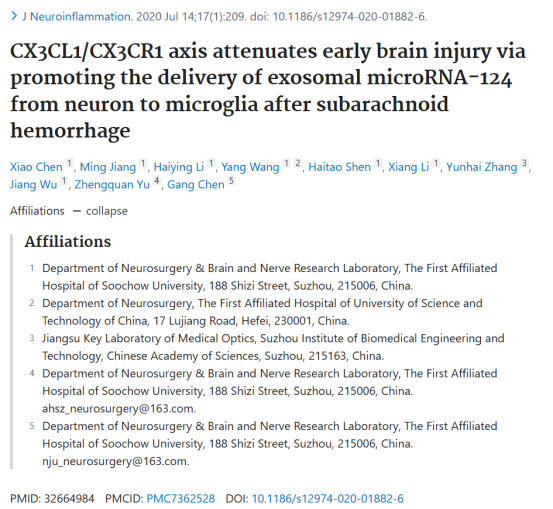 > J Neuroinflammation. 2020 Jul 14;17(1):209. doi: 10.1186/s12974-020-01882-6.
CX3CL1/CX3CR1 axis attenuates early brain injury via
promoting the delivery of exosomal microRNA-124
from neuron to microglia after subarachnoid
hemorrhage
Xiao Chen 1, Ming Jiang 1, Haiying Li 1, Yang Wang 1 2, Haitao Shen 1, Xiang Li 1, Yunhai Zhang 3,
Jiang Wu 1, Zhengquan Yu 4, Gang Chen 5
Affiliations − collapse
Affiliations
1 Department of Neurosurgery & Brain and Nerve Research Laboratory, The First Affiliated
Hospital of Soochow University, 188 Shizi Street, Suzhou, 215006, China.
2 Department of Neurosurgery, The First Affiliated Hospital of University of Science and
Technology of China, 17 Lujiang Road, Hefei, 230001, China.
3 Jiangsu Key Laboratory of Medical Optics, Suzhou Institute of Biomedical Engineering and
Technology, Chinese Academy of Sciences, Suzhou, 215163, China.
4 Department of Neurosurgery & Brain and Nerve Research Laboratory, The First Affiliated
Hospital of Soochow University, 188 Shizi Street, Suzhou, 215006, China.
ahsz_neurosurgery@163.com.
5 Department of Neurosurgery & Brain and Nerve Research Laboratory, The First Affiliated
Hospital of Soochow University, 188 Shizi Street, Suzhou, 215006, China.
nju_neurosurgery@163.com.
PMID: 32664984 PMCID: PMC7362528 DOI: 10.1186/s12974-020-01882-6